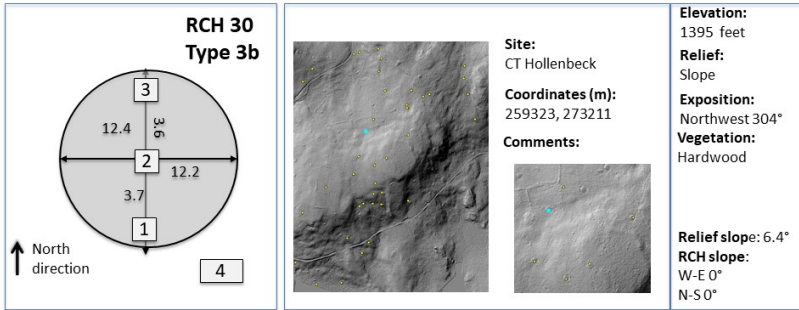 RCH 30
Type 3b
3
12.4
3.6
2
12.2
3.7
1
North
direction
4
Site:
CT Hollenbeck
Coordinates (m):
259323, 273211
Comments:
Elevation:
1395 feet
Relief:
Slope
Exposition:
Northwest 304°
Vegetation:
Hardwood
Relief slope: 6.4°
RCH slope:
W-E 0°
N-S 0°